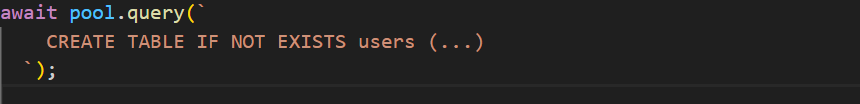 await pool.query(`
    CREATE TABLE IF NOT EXISTS users (...)
  `);